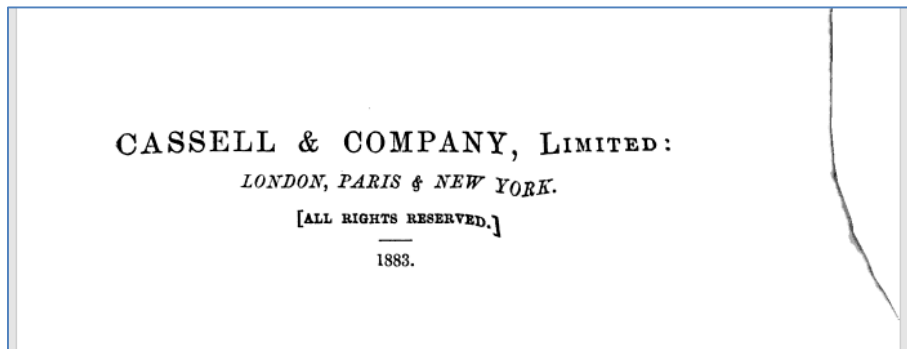 CASSELL & COMPANY, LIMITED:
LONDON, PARIS & NEW YORK.
[ALL RIGHTS RESERVED.]
1883.